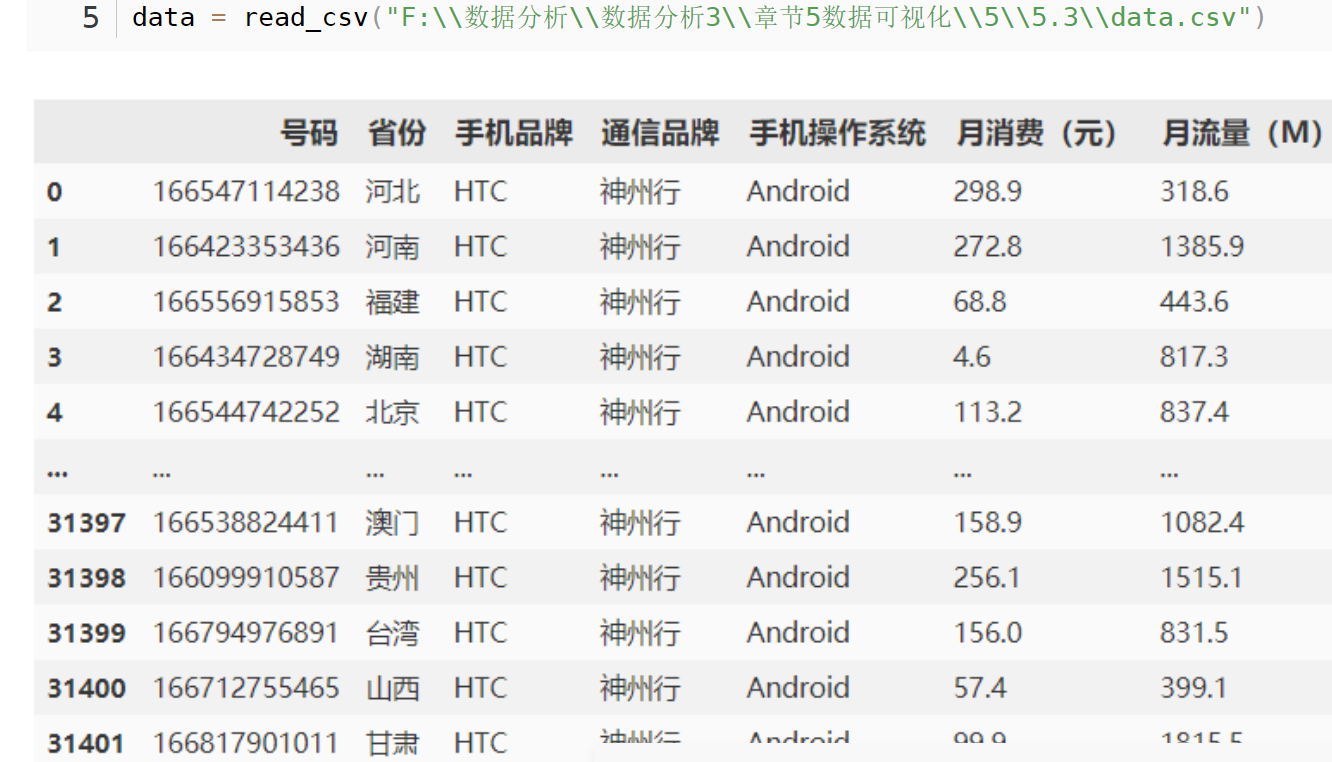 5 data = read_csv("F:\\数据分析\\数据分析3\\章节5数据可视化\\5\\5.3\\data.csv")
号码 省份 手机品牌 通信品牌 手机操作系统 月消费（元） 月流量（M）
0 166547114238 河北 HTC 神州行 Android 298.9 318.6
1 166423353436 河南 HTC 神州行 Android 272.8 1385.9
2 166556915853 福建 HTC 神州行 Android 68.8 443.6
3 166434728749 湖南 HTC 神州行 Android 4.6 817.3
4 166544742252 北京 HTC 神州行 Android 113.2 837.4
... ... ... ... ... ... ... ...
31397 166538824411 澳门 HTC 神州行 Android 158.9 1082.4
31398 166099910587 贵州 HTC 神州行 Android 256.1 1515.1
31399 166794976891 台湾 HTC 神州行 Android 156.0 831.5
31400 166712755465 山西 HTC 神州行 Android 57.4 399.1
31401 166817901011 甘肃 HTC 神州行 Android 99.9 1815.5